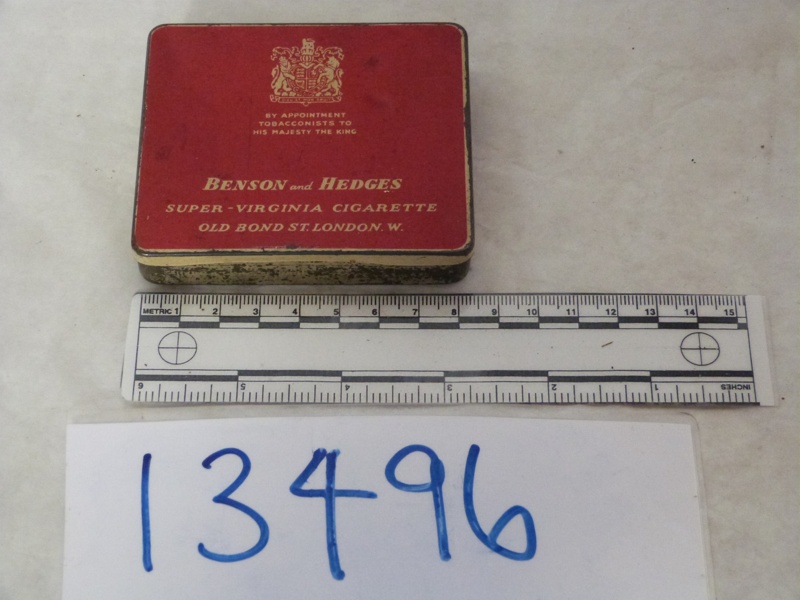 BY APPOINTMENT
TOBACCONISTS TO
HIS MAJESTY THE KING
BENSON and HEDGES
SUPER-VIRGINIA CIGARETTE
OLD BOND ST. LONDON. W.
METRIC 1 2 3 4 5 6 7 8 9 10 11 12 13 14 15
6 5 4 3 2 1 INCHES
13496